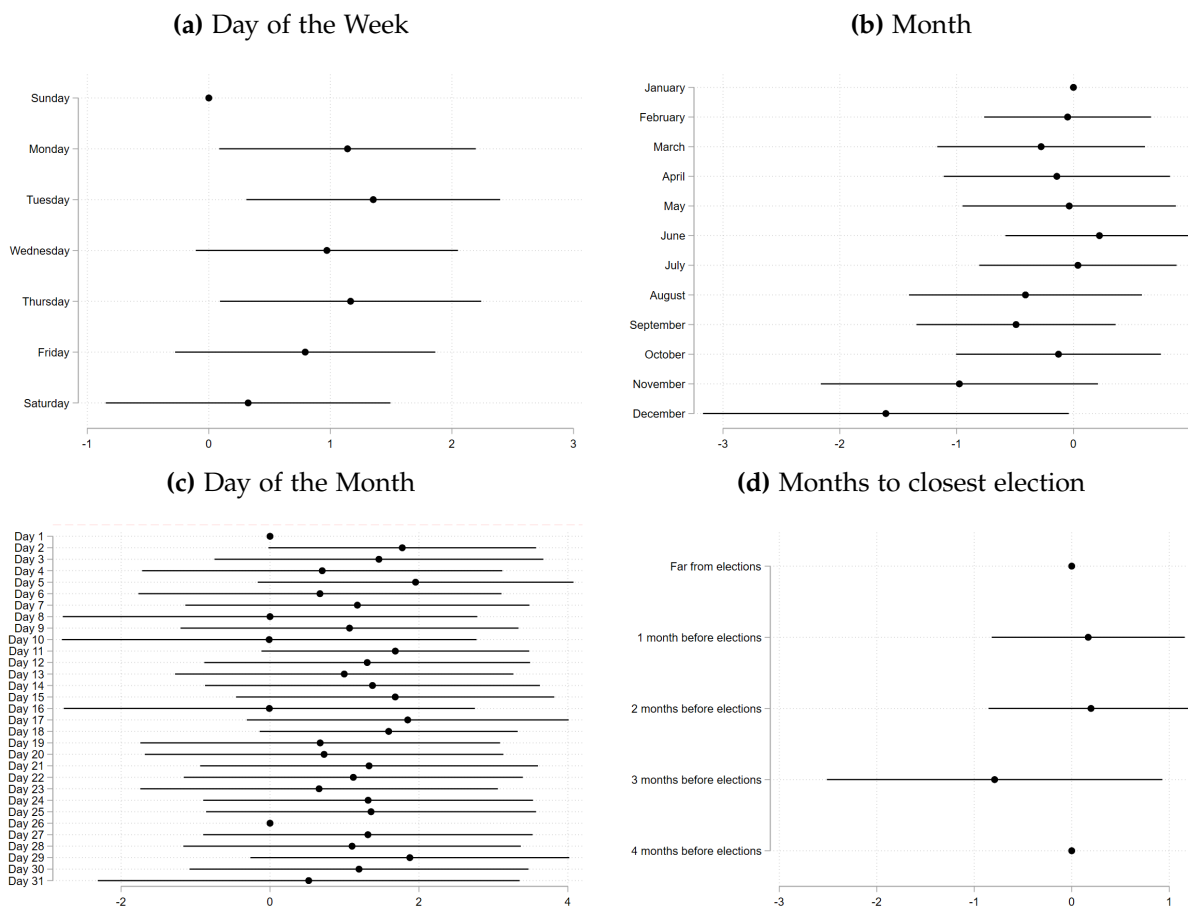 (a) Day of the Week
Sunday
Monday
Tuesday
Wednesday
Thursday
Friday
Saturday
-1 0 1 2 3
(b) Month
January
February
March
April
May
June
July
August
September
October
November
December
-3 -2 -1 0
(c) Day of the Month
Day 1
Day 2
Day 3
Day 4
Day 5
Day 6
Day 7
Day 8
Day 9
Day 10
Day 11
Day 12
Day 13
Day 14
Day 15
Day 16
Day 17
Day 18
Day 19
Day 20
Day 21
Day 22
Day 23
Day 24
Day 25
Day 26
Day 27
Day 28
Day 29
Day 30
Day 31
-2 0 2 4
(d) Months to closest election
Far from elections
1 month before elections
2 months before elections
3 months before elections
4 months before elections
-3 -2 -1 0 1